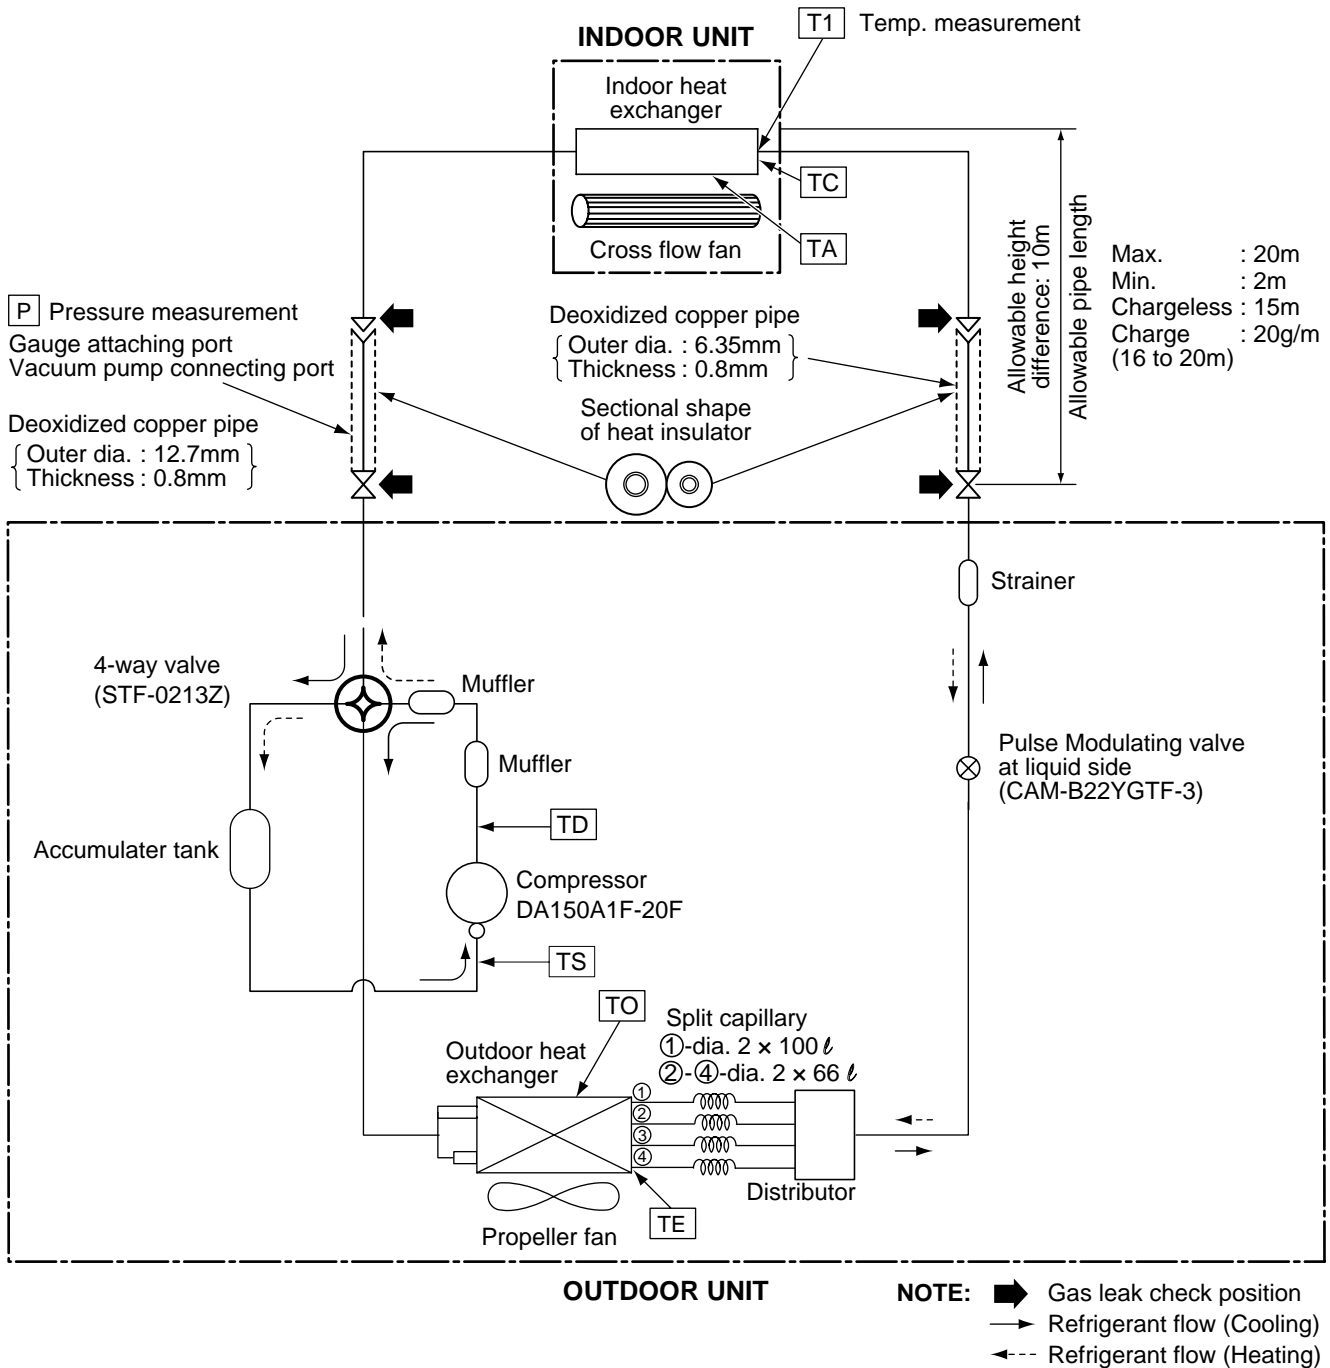 T1 Temp. measurement
INDOOR UNIT
Indoor heat
exchanger
TC
Cross flow fan
TA
Allowable height
difference: 10m
Allowable pipe length
Max. : 20m
Min. : 2m
Chargeless : 15m
Charge : 20g/m
(16 to 20m)
P Pressure measurement
Gauge attaching port
Vacuum pump connecting port
Deoxidized copper pipe
Outer dia. : 12.7mm
Thickness : 0.8mm
Deoxidized copper pipe
Outer dia. : 6.35mm
Thickness : 0.8mm
Sectional shape
of heat insulator
Strainer
4-way valve
(STF-0213Z)
Muffler
Muffler
Pulse Modulating valve
at liquid side
(CAM-B22YGTF-3)
TD
Accumulater tank
Compressor
DA150A1F-20F
TS
TO
Split capillary
①-dia. 2 × 100 ℓ
②-④-dia. 2 × 66 ℓ
Outdoor heat
exchanger
①
②
③
④
Distributor
TE
Propeller fan
OUTDOOR UNIT
NOTE: Gas leak check position
Refrigerant flow (Cooling)
Refrigerant flow (Heating)